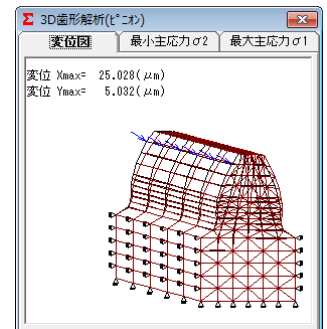 Σ 3D歯形解析(ﾋﾟﾆｵﾝ)
変位図 最小主応力σ2 最大主応力σ1
変位 Xmax= 25.028(μm)
変位 Ymax= 5.032(μm)